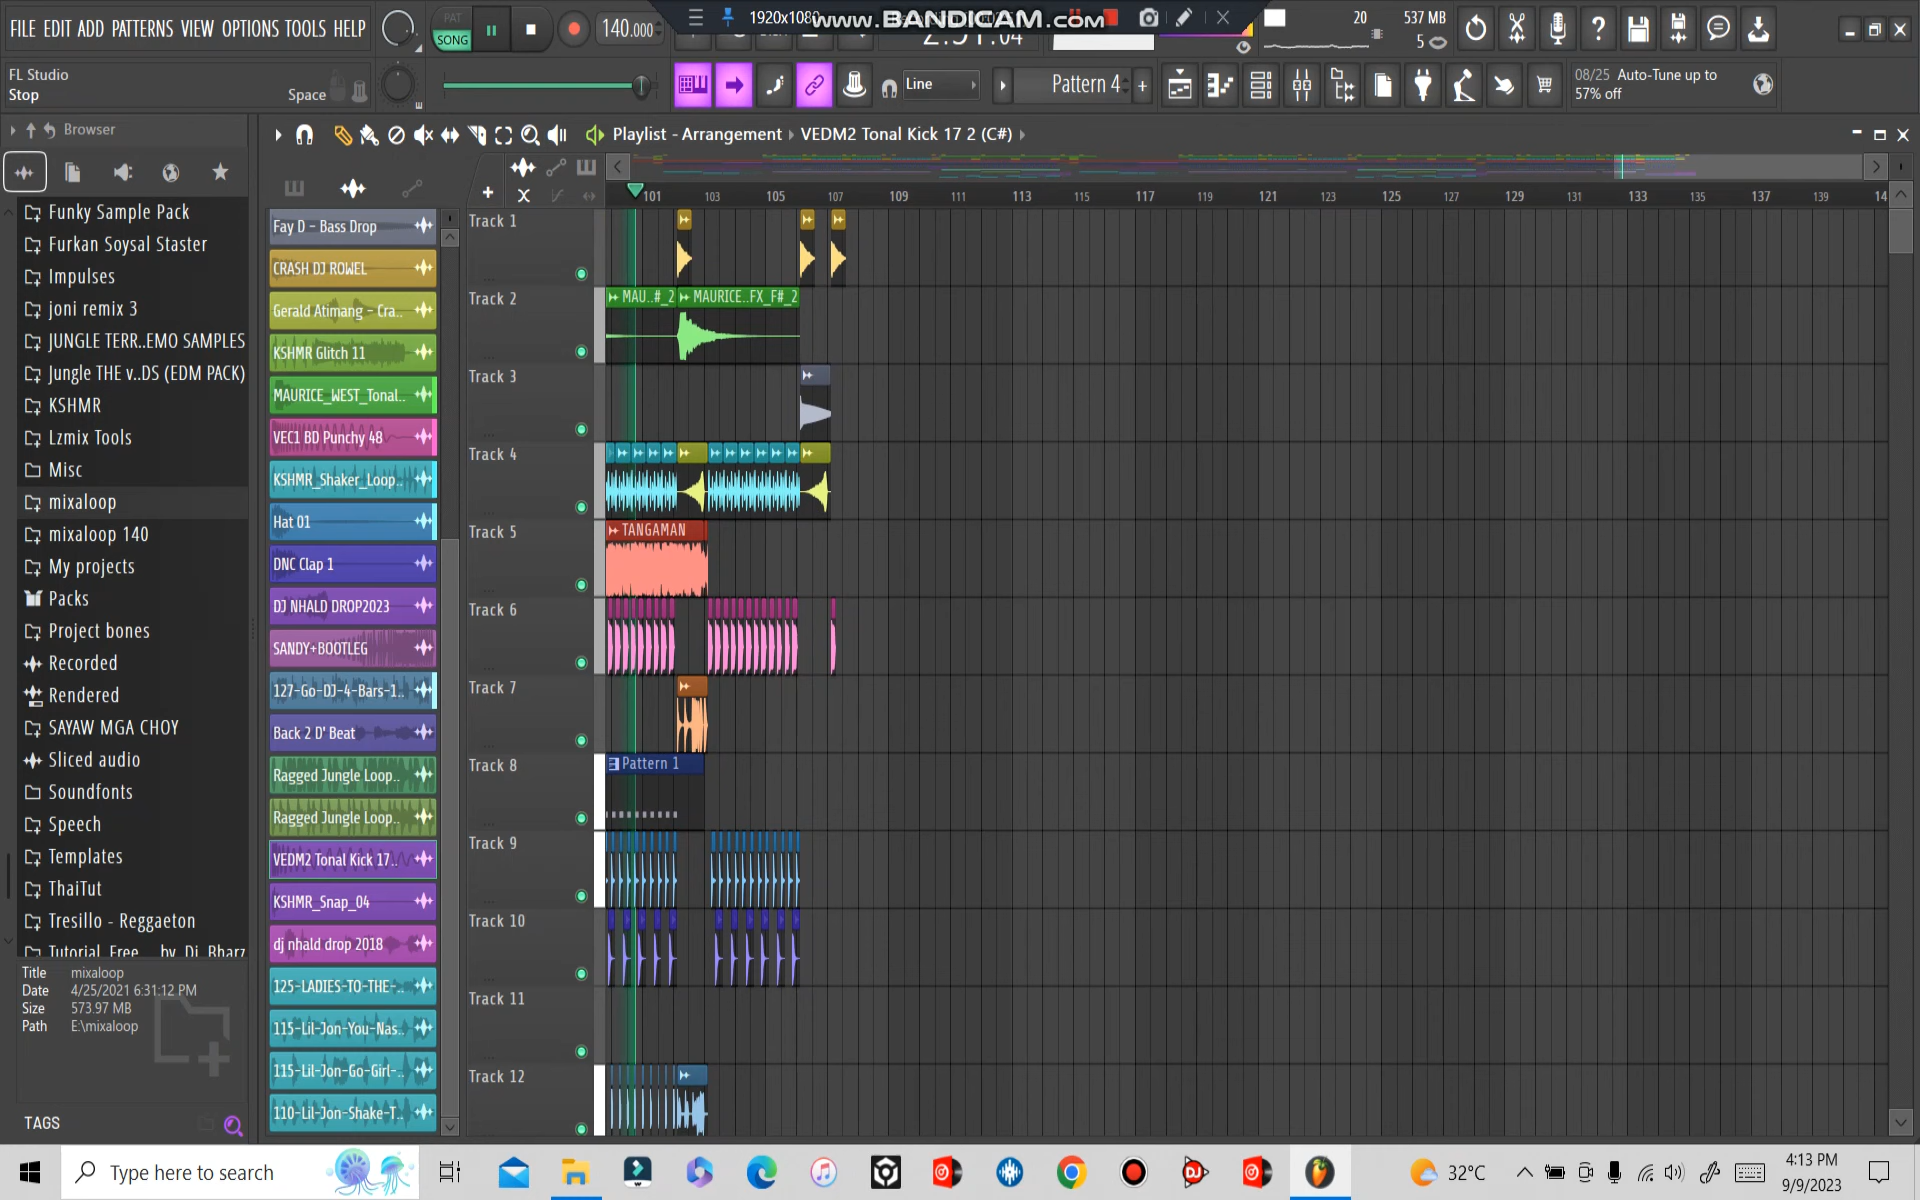 FILE EDIT ADD PATTERNS VIEW OPTIONS TOOLS HELP
PAT
SONG
140.000
1920x1080
www.BANDICAM.com
20
537 MB
5
FL Studio
Stop
Space
Line
Pattern 4
08/25 Auto-Tune up to
57% off
Browser
Playlist - Arrangement
VEDM2 Tonal Kick 17 2 (C#)
101
103
105
107
109
111
113
115
117
119
121
123
125
127
129
131
133
135
137
139
14
Funky Sample Pack
Furkan Soysal Staster
Impulses
joni remix 3
JUNGLE TERR..EMO SAMPLES
Jungle THE v..DS (EDM PACK)
KSHMR
Lzmix Tools
Misc
mixaloop
mixaloop 140
My projects
Packs
Project bones
Recorded
Rendered
SAYAW MGA CHOY
Sliced audio
Soundfonts
Speech
Templates
ThaiTut
Tresillo - Reggaeton
Tutorial Free ... by Dj Bharz
Title mixaloop
Date 4/25/2021 6:31:12 PM
Size 573.97 MB
Path E:\mixaloop
TAGS
Fay D - Bass Drop
CRASH DJ ROWEL
Gerald Atimang - Cra..
KSHMR Glitch 11
MAURICE_WEST_Tonal..
VEC1 BD Punchy 48
KSHMR_Shaker_Loop..
Hat 01
DNC Clap 1
DJ NHALD DROP2023
SANDY+BOOTLEG
127-Go-DJ-4-Bars-1..
Back 2 D' Beat
Ragged Jungle Loop..
Ragged Jungle Loop..
VEDM2 Tonal Kick 17..
KSHMR_Snap_04
dj nhald drop 2018
125-LADIES-TO-THE-..
115-Lil-Jon-You-Nas..
115-Lil-Jon-Go-Girl-..
110-Lil-Jon-Shake-T..
Track 1
Track 2
MAU..#_2
MAURICE..FX_F#_2
Track 3
Track 4
Track 5
TANGAMAN
Track 6
Track 7
Track 8
Pattern 1
Track 9
Track 10
Track 11
Track 12
Type here to search
32°C
4:13 PM
9/9/2023